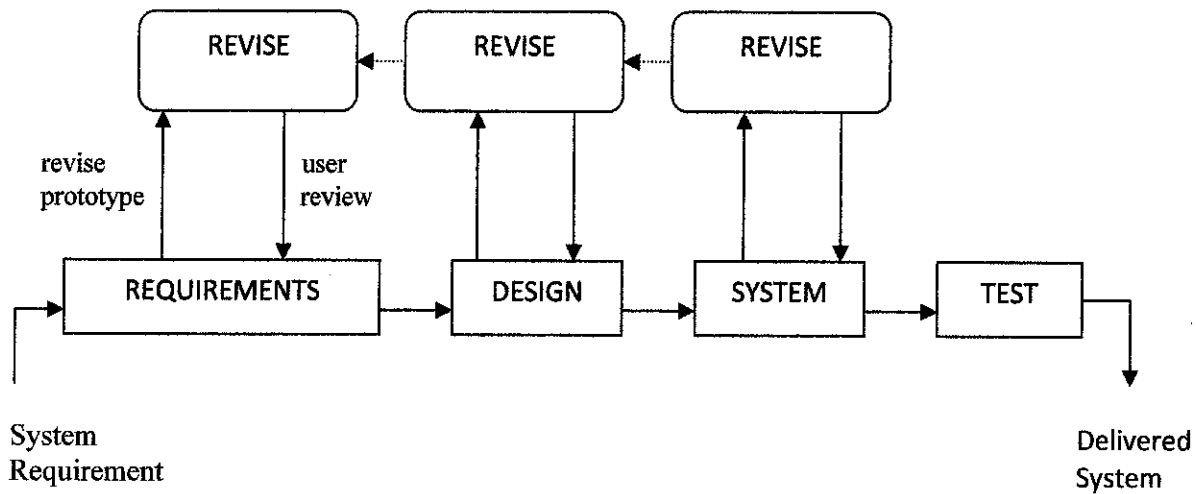 REVISE
REVISE
REVISE
revise
prototype
user
review
REQUIREMENTS
DESIGN
SYSTEM
TEST
System
Requirement
Delivered
System